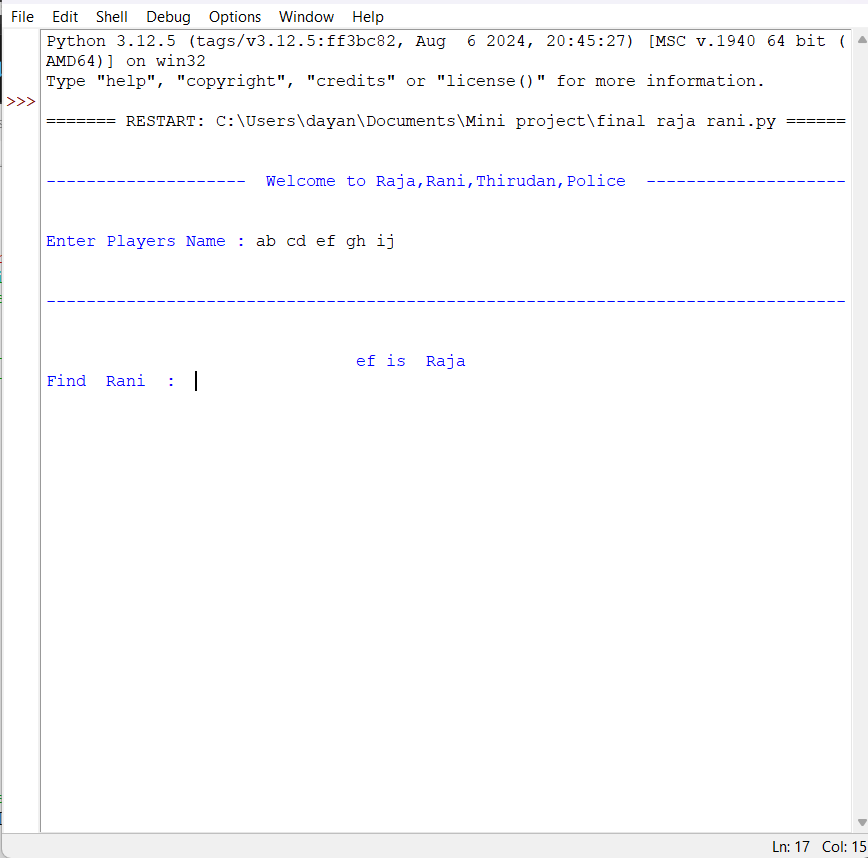 File Edit Shell Debug Options Window Help
Python 3.12.5 (tags/v3.12.5:ff3bc82, Aug  6 2024, 20:45:27) [MSC v.1940 64 bit (
AMD64)] on win32
Type "help", "copyright", "credits" or "license()" for more information.
>>>
======= RESTART: C:\Users\dayan\Documents\Mini project\final raja rani.py ======
--------------------  Welcome to Raja,Rani,Thirudan,Police  --------------------
Enter Players Name : ab cd ef gh ij
--------------------------------------------------------------------------------
ef is  Raja
Find  Rani  :
Ln: 17 Col: 15